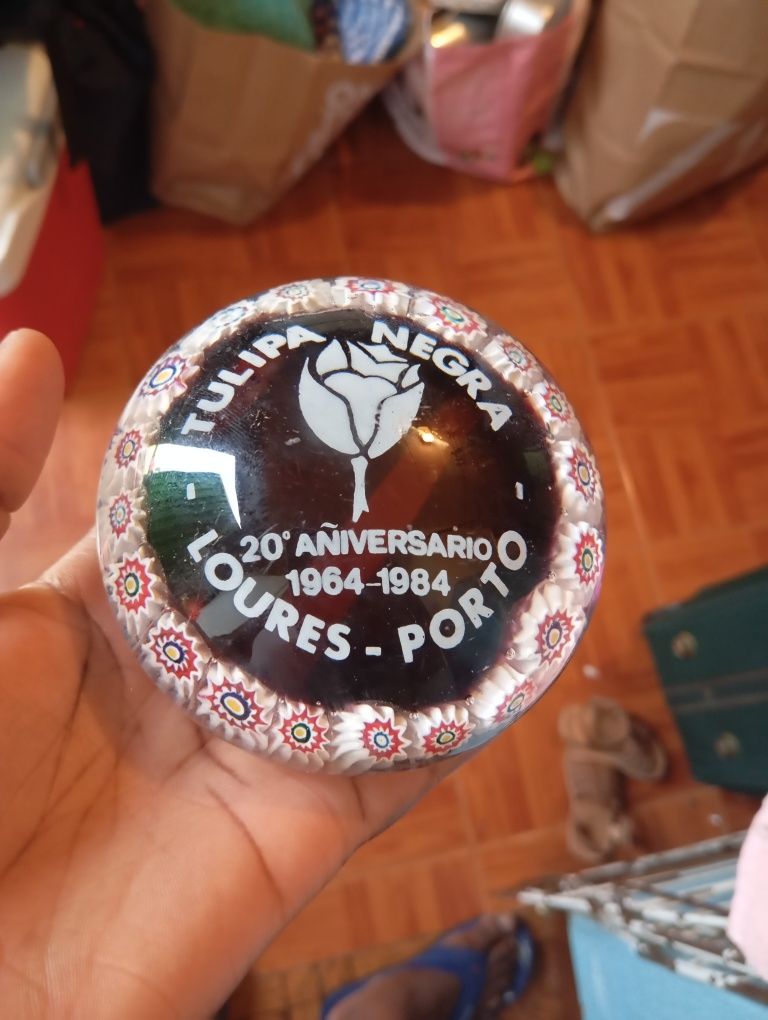 TULIPA NEGRA
20° AÑIVERSARIO
1964-1984
LOURES - PORTO